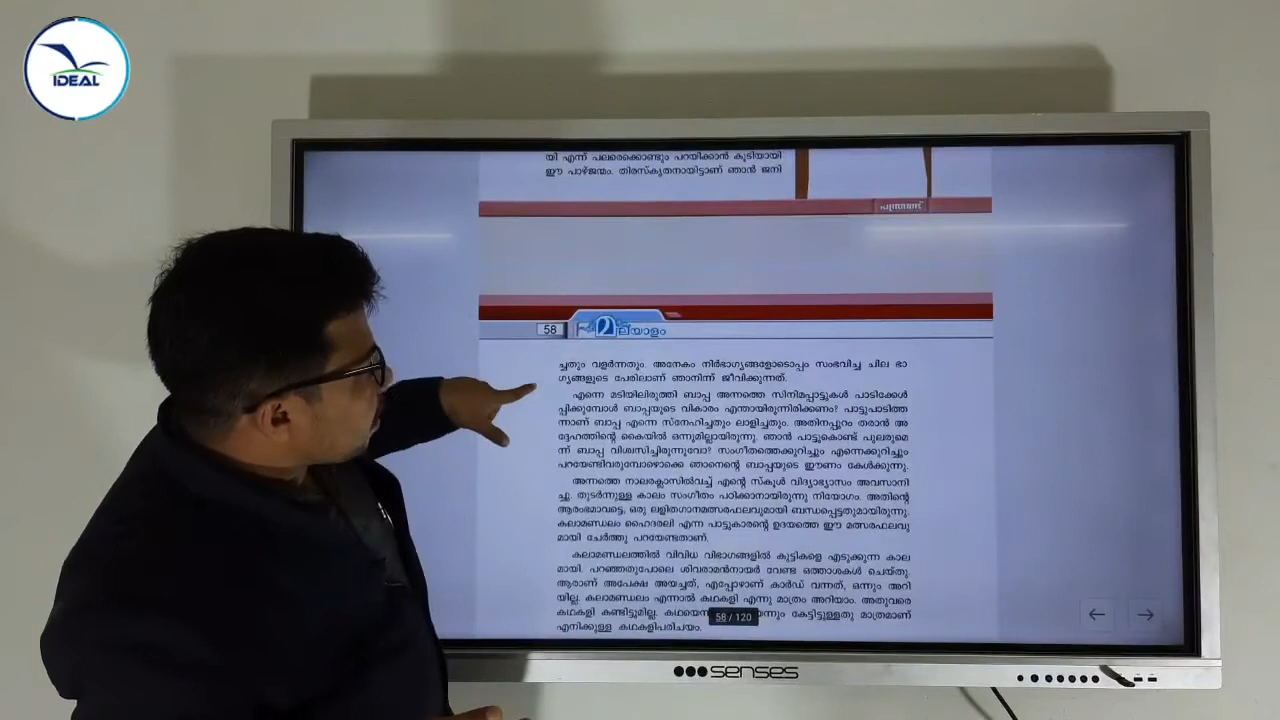 IDEAL
യി എന്ന് പലരെക്കൊണ്ടും പറയിക്കാൻ കൂടിയായി
ഈ പാഴ്ജന്മം. തിരസ്കൃതനായിട്ടാണ് ഞാൻ ജനി
പന്ത്രണ്ട്
58
മലയാളം
ച്ചതും വളർന്നതും. അനേകം നിർഭാഗ്യങ്ങളോടൊപ്പം സംഭവിച്ച ചില ഭാ
ഗ്യങ്ങളുടെ പേരിലാണ് ഞാനിന്ന് ജീവിക്കുന്നത്.
എന്നെ മടിയിലിരുത്തി ബാപ്പ അന്നത്തെ സിനിമപ്പാട്ടുകൾ പാടിക്കേൾ
പ്പിക്കുമ്പോൾ ബാപ്പയുടെ വികാരം എന്തായിരുന്നിരിക്കണം? പാട്ടുപാടിത്ത
ന്നാണ് ബാപ്പ എന്നെ സ്നേഹിച്ചതും ലാളിച്ചതും. അതിനപ്പുറം തരാൻ അ
ദ്ദേഹത്തിന്റെ കൈയിൽ ഒന്നുമില്ലായിരുന്നു. ഞാൻ പാട്ടുകൊണ്ട് പുലരുമെ
ന്ന് ബാപ്പ വിശ്വസിച്ചിരുന്നുവോ? സംഗീതത്തെക്കുറിച്ചും എന്നെക്കുറിച്ചും
പറയേണ്ടിവരുമ്പോഴൊക്കെ ഞാനെന്റെ ബാപ്പയുടെ ഈണം കേൾക്കുന്നു.
അന്നത്തെ നാലരക്ലാസിൽവച്ച് എന്റെ സ്കൂൾ വിദ്യാഭ്യാസം അവസാനി
ച്ചു. തുടർന്നുള്ള കാലം സംഗീതം പഠിക്കാനായിരുന്നു നിയോഗം. അതിന്റെ
ആരംഭമാവട്ടെ, ഒരു ലളിതഗാനമത്സരഫലവുമായി ബന്ധപ്പെട്ടതുമായിരുന്നു.
കലാമണ്ഡലം ഹൈദരലി എന്ന പാട്ടുകാരന്റെ ഉദയത്തെ ഈ മത്സരഫലവു
മായി ചേർത്തു പറയേണ്ടതാണ്.
കലാമണ്ഡലത്തിൽ വിവിധ വിഭാഗങ്ങളിൽ കുട്ടികളെ എടുക്കുന്ന കാല
മായി. പറഞ്ഞതുപോലെ ശിവരാമൻനായർ വേണ്ട ഒത്താശകൾ ചെയ്തു.
ആരാണ് അപേക്ഷ അയച്ചത്, എപ്പോഴാണ് കാർഡ് വന്നത്, ഒന്നും അറി
യില്ല. കലാമണ്ഡലം എന്നാൽ കഥകളി എന്നു മാത്രം അറിയാം. അതുവരെ
കഥകളി കണ്ടിട്ടുമില്ല. കേട്ടിട്ടുള്ളതു മാത്രമാണ്
എനിക്കുള്ള കഥകളിപരിചയം.
58 / 120
senses